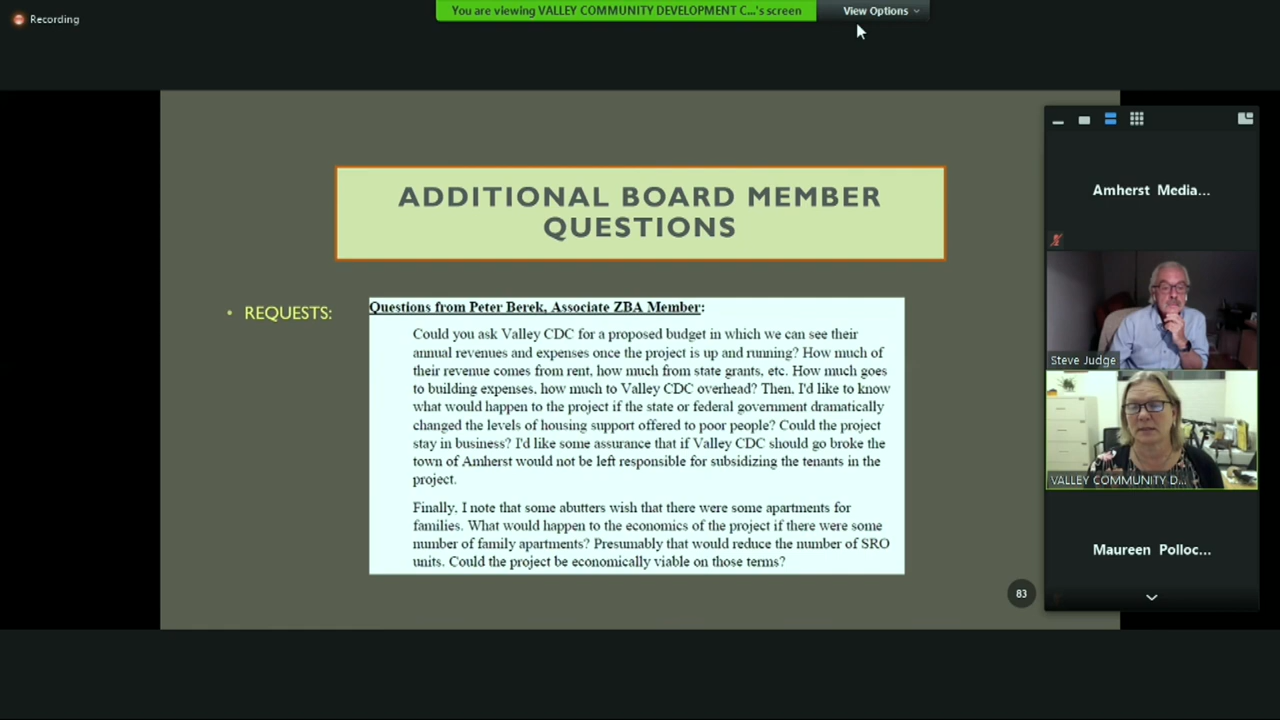 Recording
You are viewing VALLEY COMMUNITY DEVELOPMENT C...'s screen
View Options
ADDITIONAL BOARD MEMBER
QUESTIONS
• REQUESTS:
Questions from Peter Berek, Associate ZBA Member:
Could you ask Valley CDC for a proposed budget in which we can see their
annual revenues and expenses once the project is up and running? How much of
their revenue comes from rent, how much from state grants, etc. How much goes
to building expenses, how much to Valley CDC overhead? Then, I'd like to know
what would happen to the project if the state or federal government dramatically
changed the levels of housing support offered to poor people? Could the project
stay in business? I'd like some assurance that if Valley CDC should go broke the
town of Amherst would not be left responsible for subsidizing the tenants in the
project.
Finally, I note that some abutters wish that there were some apartments for
families. What would happen to the economics of the project if there were some
number of family apartments? Presumably that would reduce the number of SRO
units. Could the project be economically viable on those terms?
83
Amherst Media...
Steve Judge
VALLEY COMMUNITY D...
Maureen Polloc...